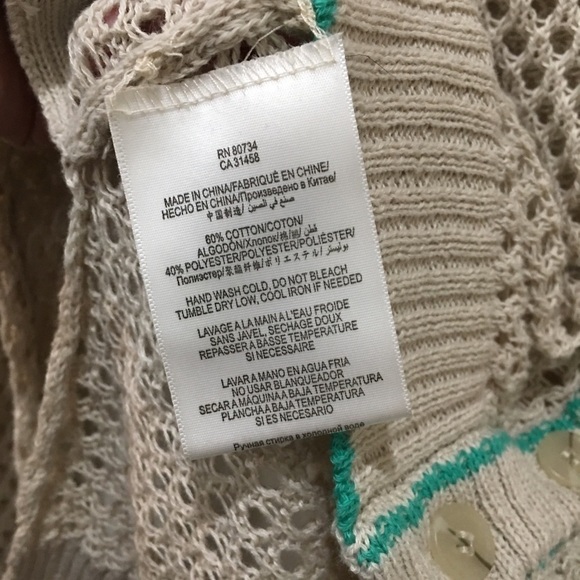 RN 80734
CA 31458
MADE IN CHINA/FABRIQUÉ EN CHINE/
HECHO EN CHINA/Произведено в Китае/
中国制造/ صنع في الصين/
60% COTTON/COTON/
ALGODÓN/Хлопок/棉/綿/ قطن/
40% POLYESTER/POLYESTER/POLIÉSTER/
Полиэстер/聚酯纤维/ポリエステル/ بوليستر/
HAND WASH COLD, DO NOT BLEACH
TUMBLE DRY LOW, COOL IRON IF NEEDED
LAVAGE A LA MAIN A L'EAU FROIDE
SANS JAVEL, SECHAGE DOUX
REPASSER A BASSE TEMPERATURE
SI NECESSAIRE
LAVAR A MANO EN AGUA FRIA
NO USAR BLANQUEADOR
SECAR A MAQUINA A BAJA TEMPERATURA
PLANCHA A BAJA TEMPERATURA
SI ES NECESARIO
Ручная стирка в холодной воде